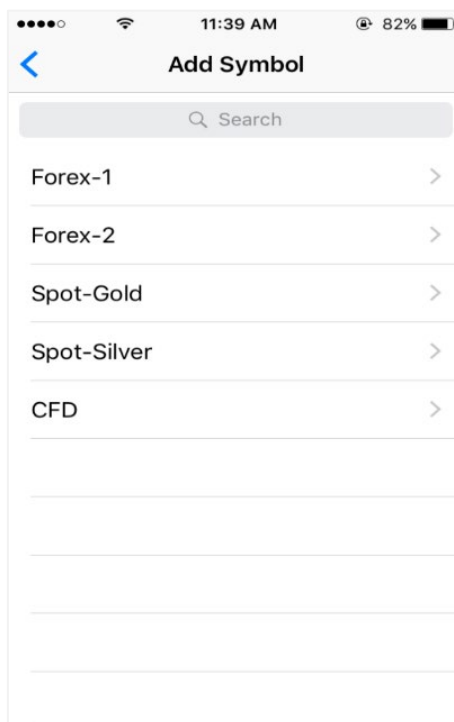 11:39 AM 82%
Add Symbol
Search
Forex-1
Forex-2
Spot-Gold
Spot-Silver
CFD